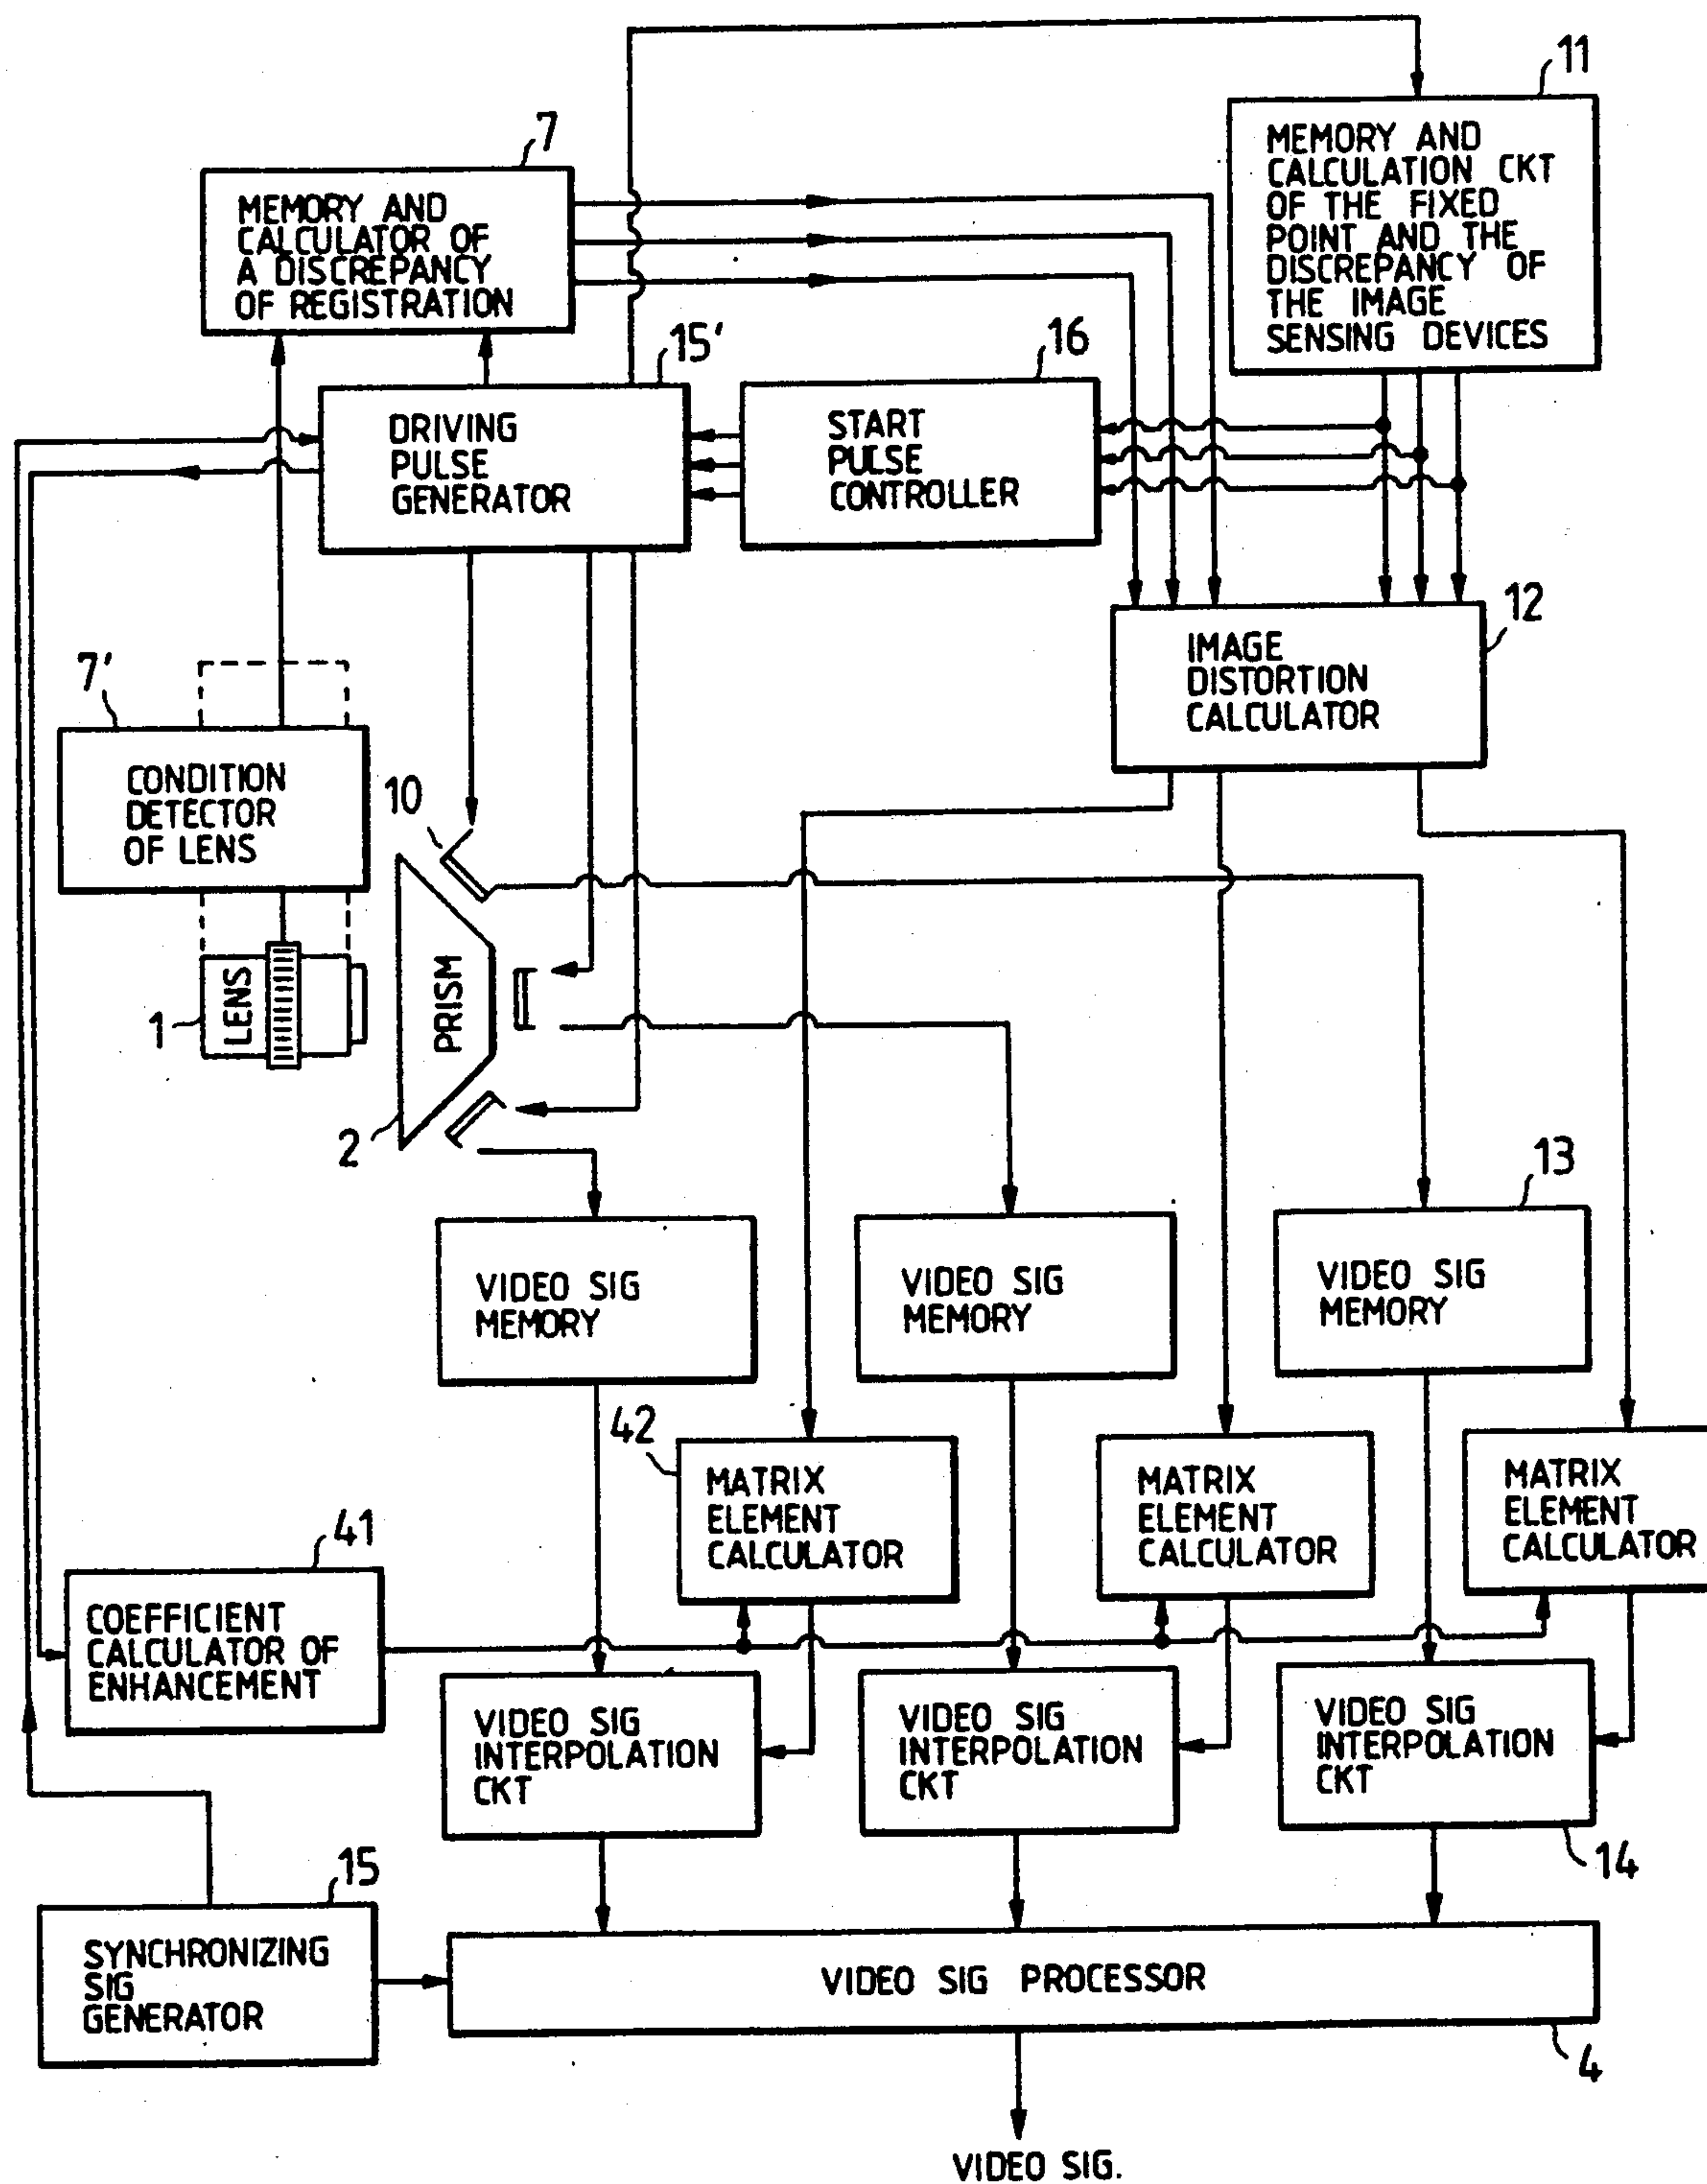 11
MEMORY AND
CALCULATION CKT
OF THE FIXED
POINT AND THE
DISCREPANCY OF
THE IMAGE
SENSING DEVICES
7
MEMORY AND
CALCULATOR OF
A DISCREPANCY
OF REGISTRATION
15'
DRIVING
PULSE
GENERATOR
16
START
PULSE
CONTROLLER
12
IMAGE
DISTORTION
CALCULATOR
7'
CONDITION
DETECTOR
OF LENS
10
1
LENS
PRISM
2
VIDEO SIG
MEMORY
VIDEO SIG
MEMORY
13
VIDEO SIG
MEMORY
42
MATRIX
ELEMENT
CALCULATOR
MATRIX
ELEMENT
CALCULATOR
MATRIX
ELEMENT
CALCULATOR
41
COEFFICIENT
CALCULATOR OF
ENHANCEMENT
VIDEO SIG
INTERPOLATION
CKT
VIDEO SIG
INTERPOLATION
CKT
VIDEO SIG
INTERPOLATION
CKT
14
15
SYNCHRONIZING
SIG
GENERATOR
VIDEO SIG PROCESSOR
4
VIDEO SIG.